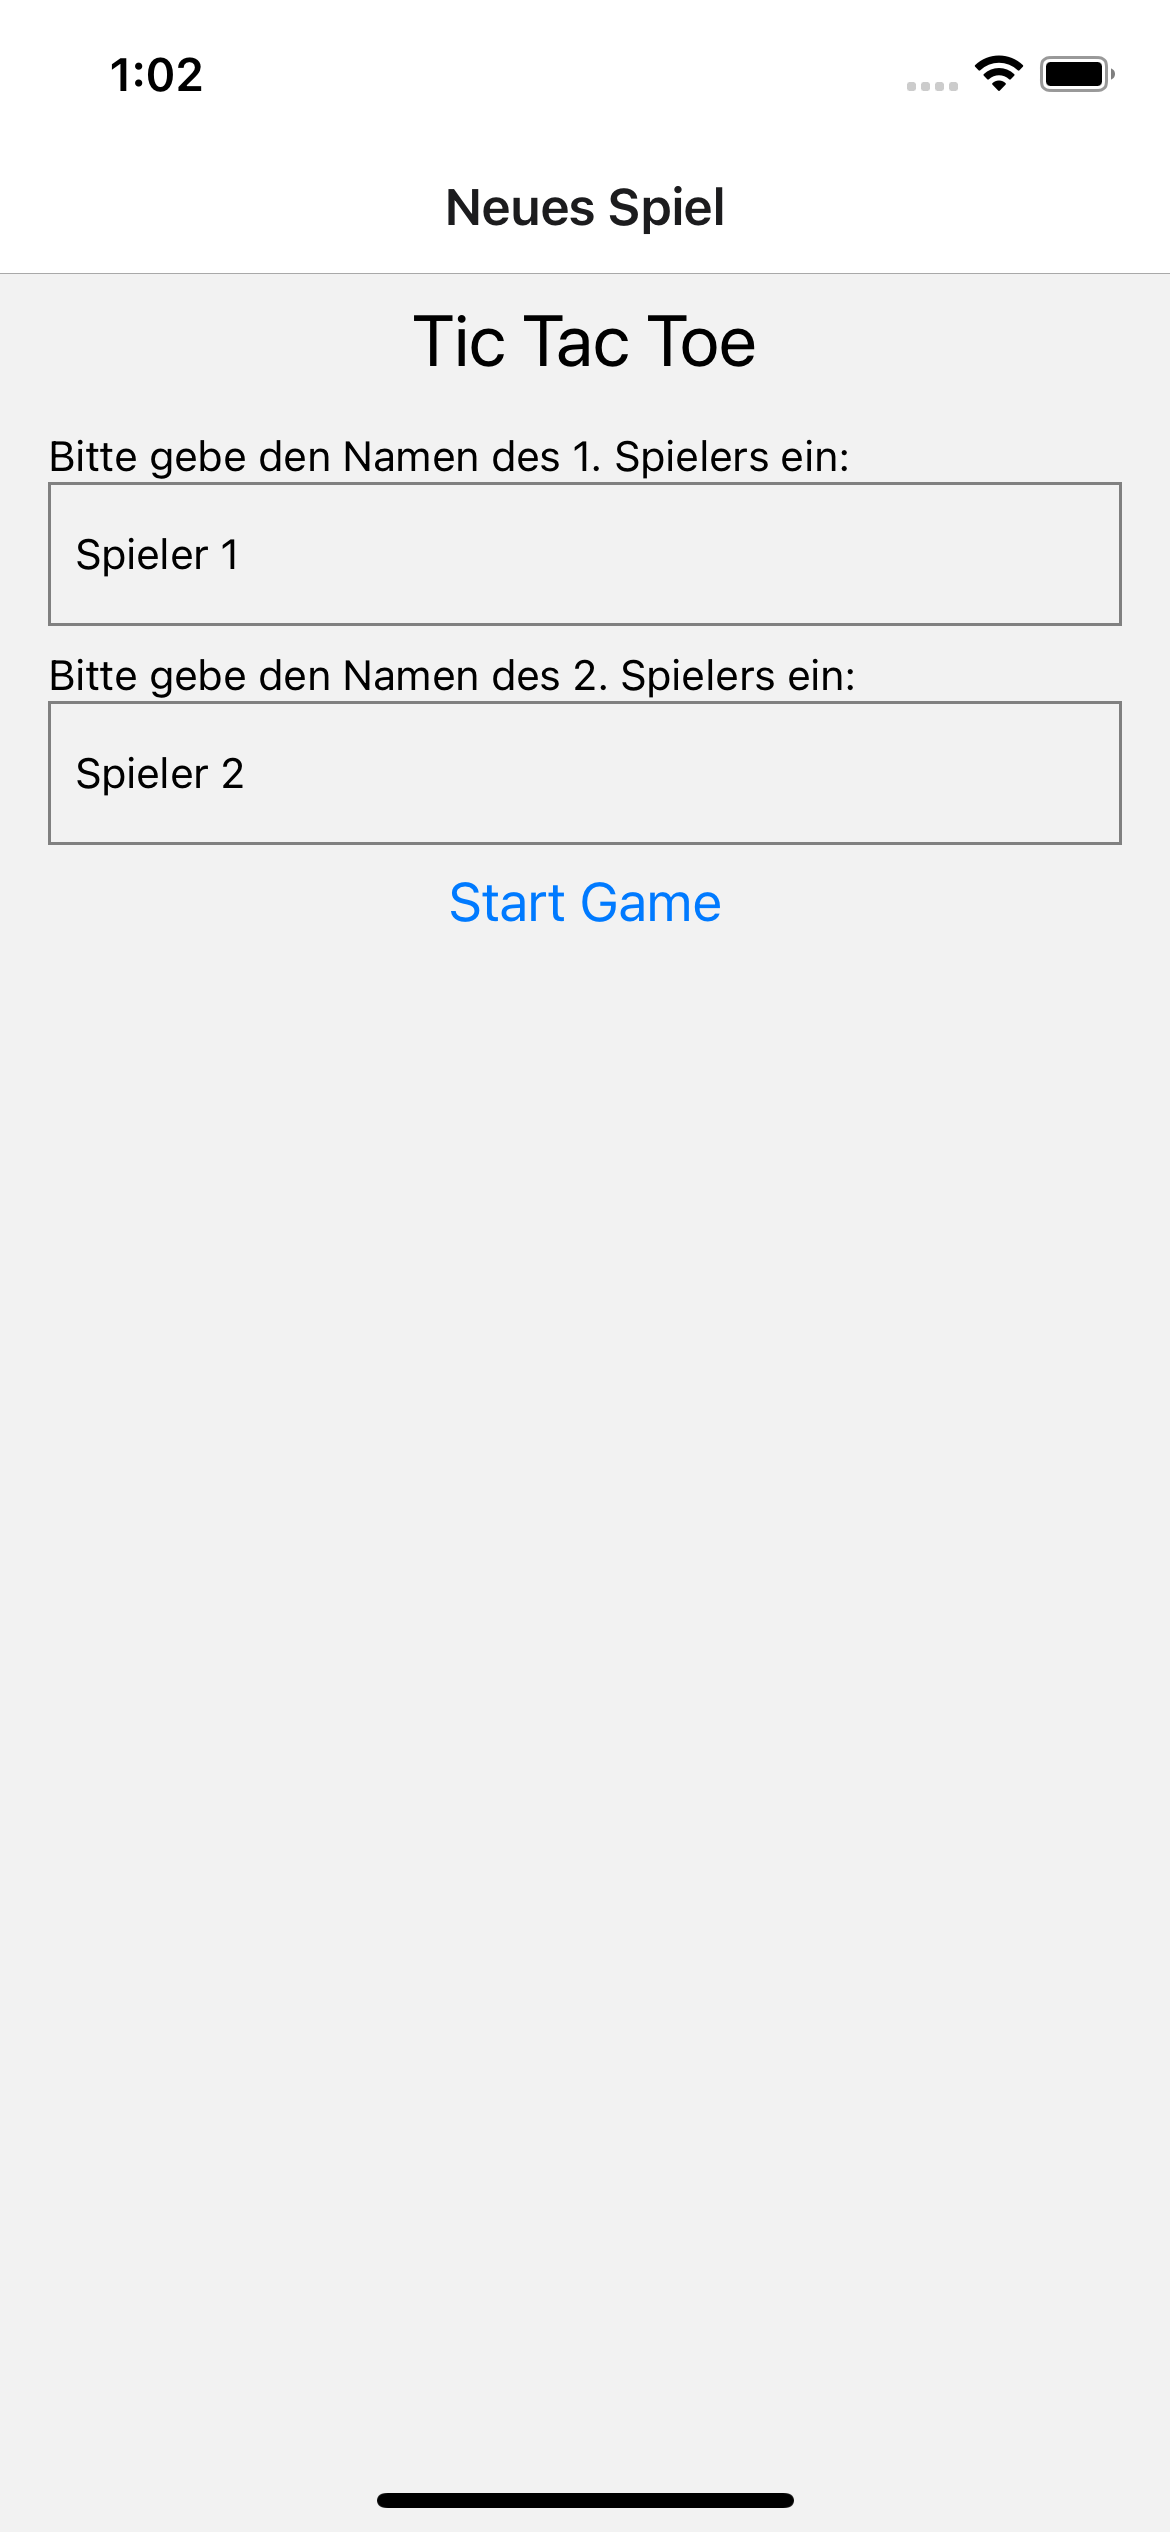 1:02
Neues Spiel
Tic Tac Toe
Bitte gebe den Namen des 1. Spielers ein:
Spieler 1
Bitte gebe den Namen des 2. Spielers ein:
Spieler 2
Start Game